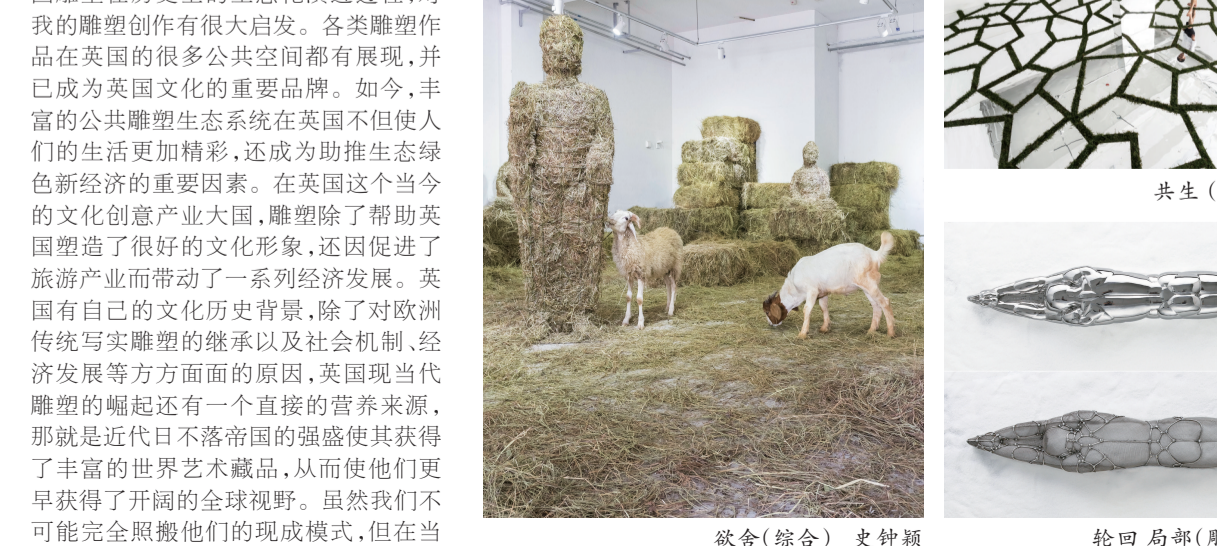 我的雕塑创作有很大启发。各类雕塑作
品在英国的很多公共空间都有展现,并
已成为英国文化的重要品牌。如今,丰
富的公共雕塑生态系统在英国不但使人
们的生活更加精彩,还成为助推生态绿
色新经济的重要因素。在英国这个当今
的文化创意产业大国,雕塑除了帮助英
国塑造了很好的文化形象,还因促进了
旅游产业而带动了一系列经济发展。英
国有自己的文化历史背景,除了对欧洲
传统写实雕塑的继承以及社会机制、经
济发展等方方面面的原因,英国现当代
雕塑的崛起还有一个直接的营养来源,
那就是近代日不落帝国的强盛使其获得
了丰富的世界艺术藏品,从而使他们更
早获得了开阔的全球视野。虽然我们不
可能完全照搬他们的现成模式,但在当
欲舍(综合) 史钟颖
共生(
轮回 局部(雕